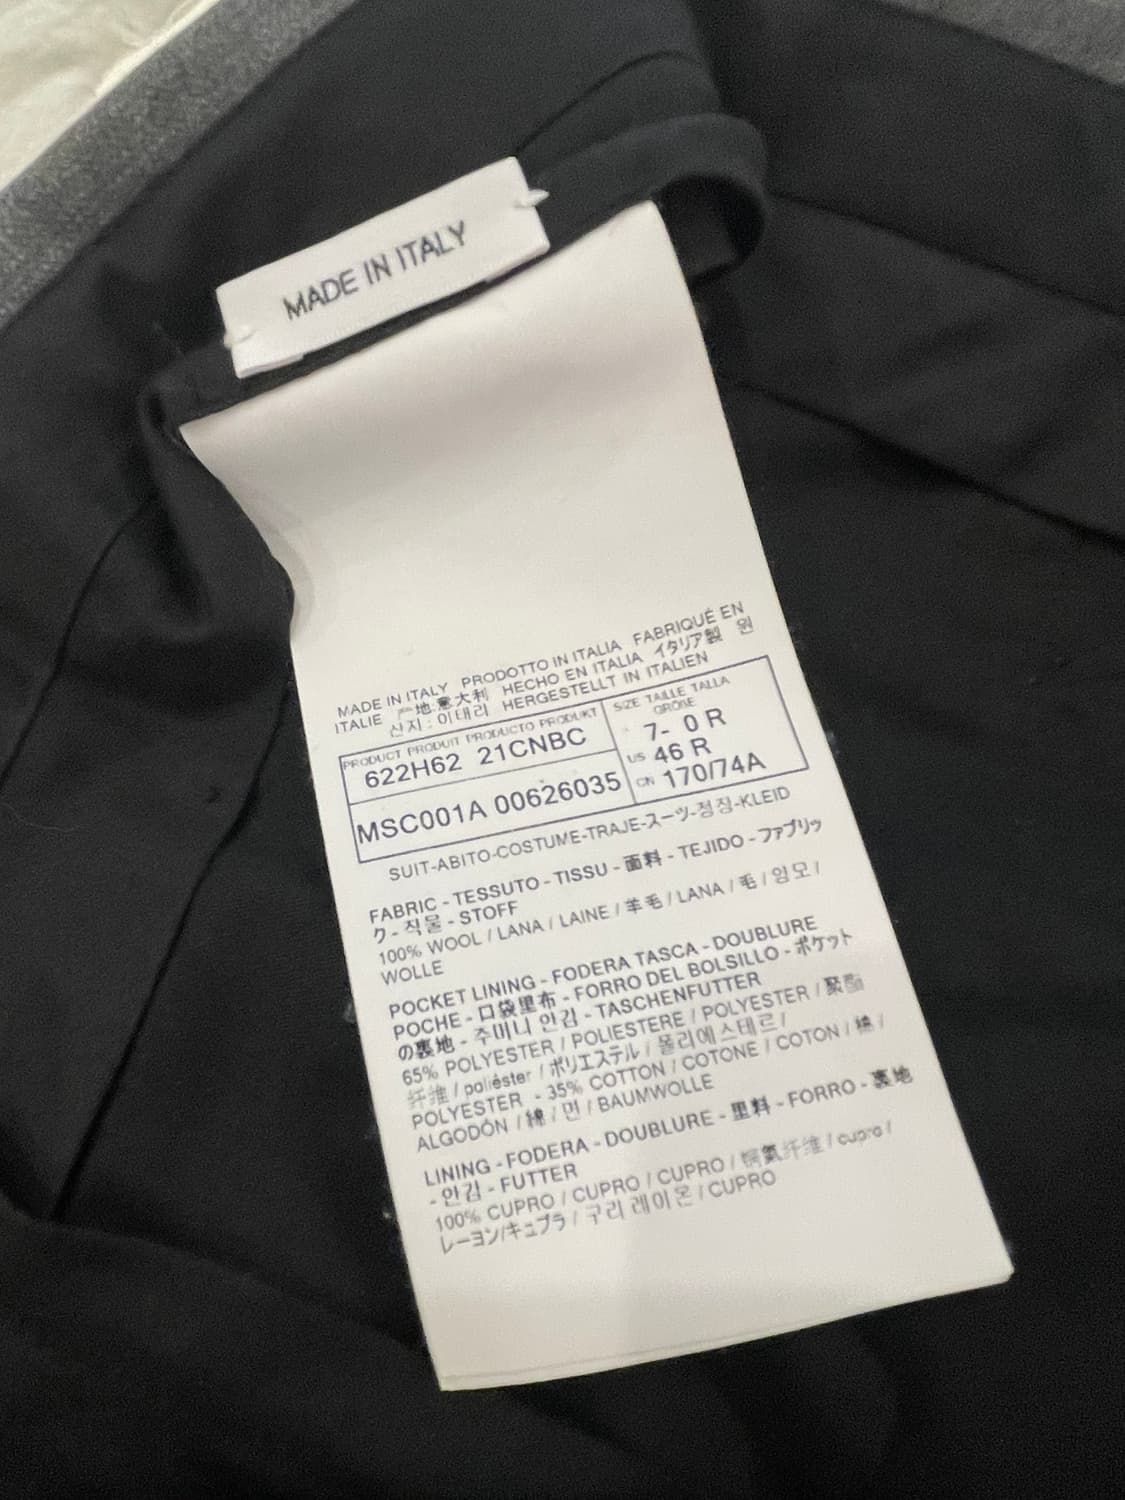 MADE IN ITALY
MADE IN ITALY PRODOTTO IN ITALIA FABRIQUÉ EN
ITALIE 产地:意大利 HECHO EN ITALIA イタリア製 원
산지 : 이태리 HERGESTELLT IN ITALIEN
PRODUCT PRODUIT PRODUCTO PRODUKT
622H62 21CNBC
MSC001A 00626035
SIZE TAILLE TALLA
GRÖßE
7- 0 R
US 46 R
CN 170/74A
SUIT-ABITO-COSTUME-TRAJE-スーツ-정장-KLEID
FABRIC - TESSUTO - TISSU - 面料 - TEJIDO - ファブリッ
ク - 직물 - STOFF
100% WOOL / LANA / LAINE / 羊毛 / LANA / 毛 / 양모 /
WOLLE
POCKET LINING - FODERA TASCA - DOUBLURE
POCHE - 口袋里布 - FORRO DEL BOLSILLO - ポケット
の裏地 - 주머니 안감 - TASCHENFUTTER
65% POLYESTER / POLIESTERE / POLYESTER / 聚酯
纤维 / poliéster / ポリエステル / 폴리에스테르 /
POLYESTER - 35% COTTON / COTONE / COTON / 棉 /
ALGODÓN / 綿 / 면 / BAUMWOLLE
LINING - FODERA - DOUBLURE - 里料 - FORRO - 裏地
- 안감 - FUTTER
100% CUPRO / CUPRO / CUPRO / 铜氨纤维 / cupro /
レーヨン/キュプラ / 구리 레이온 / CUPRO